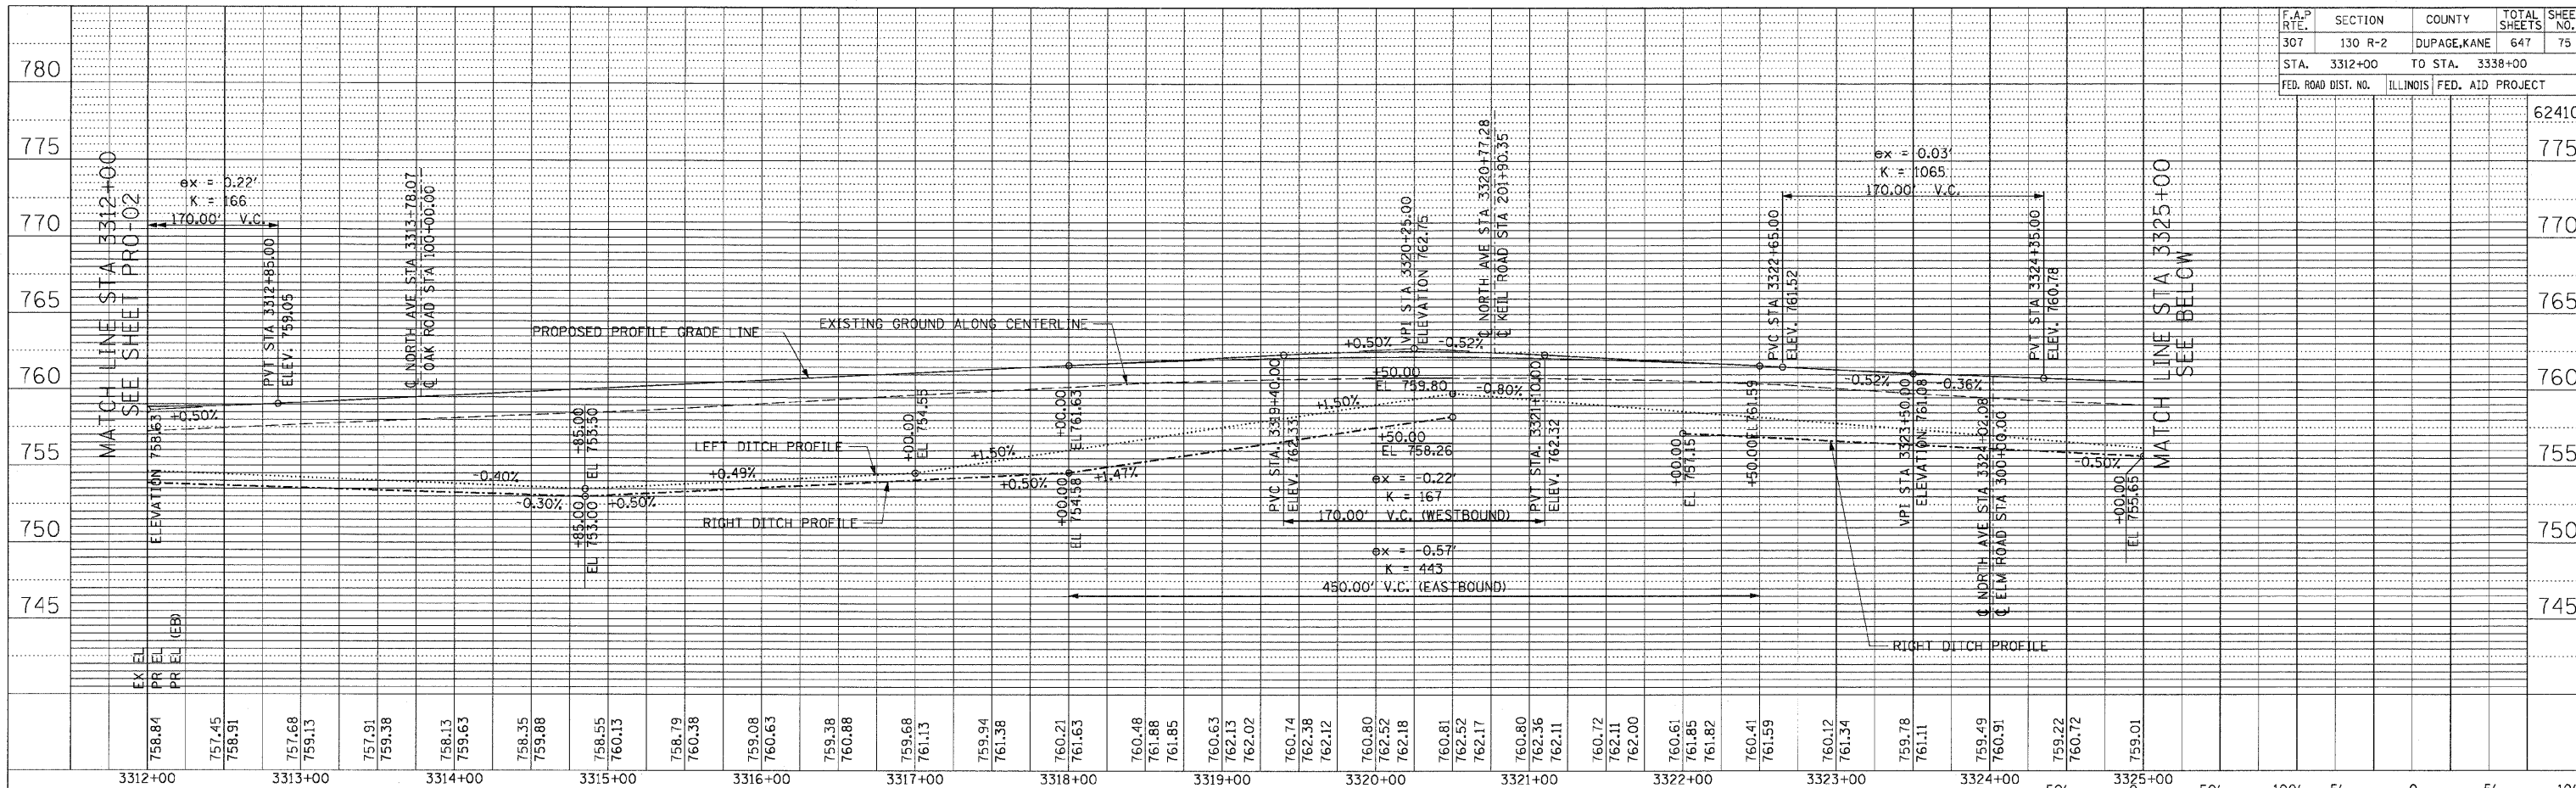 F.A.P RTE. SECTION COUNTY TOTAL SHEETS SHEE NO.
307 130 R-2 DUPAGE,KANE 647 75
STA. 3312+00 TO STA. 3338+00
FED. ROAD DIST. NO. ILLINOIS FED. AID PROJECT
62410
780
775
770
765
760
755
750
745
775
770
765
760
755
750
745
MATCH LINE STA 3312+00
SEE SHEET PRO-02
ex = 0.22'
K = 166
170.00' V.C.
PVT STA 3312+85.00
ELEV. 759.05
ELEVATION 758.63
+0.50%
℄ NORTH AVE STA 3313+78.07
℄ OAK ROAD STA 100+00.00
PROPOSED PROFILE GRADE LINE
EXISTING GROUND ALONG CENTERLINE
LEFT DITCH PROFILE
RIGHT DITCH PROFILE
-0.40%
-0.30%
+85.00
EL 753.50
+85.00
EL 753.00
+0.49%
+0.50%
+00.00
EL 754.55
+1.50%
+0.50%
+00.00
EL 761.63
+00.00
EL 754.58
+1.47%
PVC STA. 3339+40.00
ELEV. 762.33
+0.50%
-0.52%
VPI STA 3320+25.00
ELEVATION 762.75
℄ NORTH AVE STA 3320+77.28
℄ KEIL ROAD STA 201+90.35
+50.00
EL 759.80
+1.50%
-0.80%
+50.00
EL 758.26
ex = -0.22'
K = 167
170.00' V.C. (WESTBOUND)
ex = -0.57'
K = 443
450.00' V.C. (EASTBOUND)
PVT STA. 3321+10.00
ELEV. 762.32
+00.00
EL 757.15
+50.00
EL 761.59
PVC STA 3322+65.00
ELEV. 761.52
ex = 0.03'
K = 1065
170.00' V.C.
-0.52%
-0.36%
VPI STA 3323+50.00
ELEVATION 761.08
℄ NORTH AVE STA 3324+02.08
℄ ELM ROAD STA 300+00.00
PVT STA 3324+35.00
ELEV. 760.78
RIGHT DITCH PROFILE
-0.50%
+00.00
EL 755.65
MATCH LINE STA 3325+00
SEE BELOW
EX EL
PR EL
PR EL (EB)
758.84
757.45
758.91
757.68
759.13
757.91
759.38
758.13
759.63
758.35
759.88
758.55
760.13
758.79
760.38
759.08
760.63
759.38
760.88
759.68
761.13
759.94
761.38
760.21
761.63
760.48
761.88
761.85
760.63
762.13
762.02
760.74
762.38
762.12
760.80
762.52
762.18
760.81
762.52
762.17
760.80
762.36
762.11
760.72
762.11
762.00
760.61
761.85
761.82
760.41
761.59
760.12
761.34
759.78
761.11
759.49
760.91
759.22
760.72
759.01
3312+00 3313+00 3314+00 3315+00 3316+00 3317+00 3318+00 3319+00 3320+00 3321+00 3322+00 3323+00 3324+00 3325+00